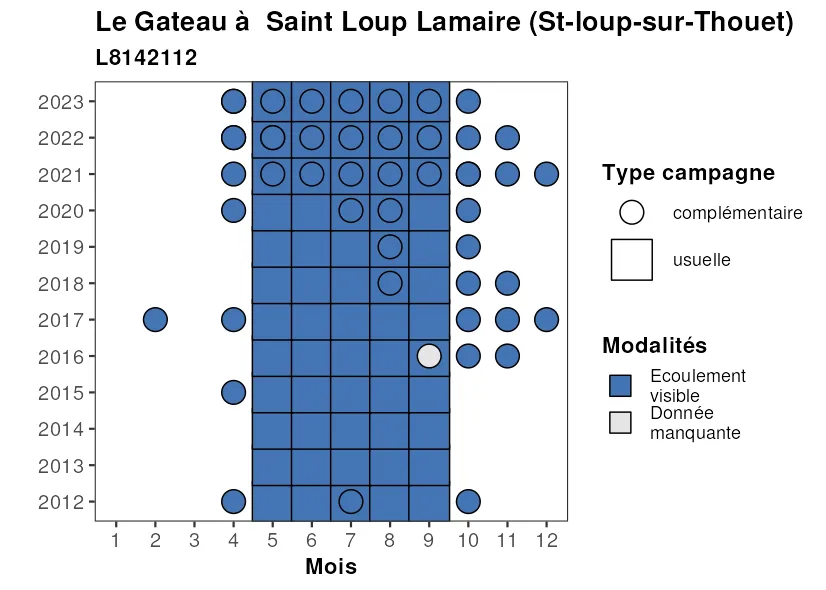 Le Gateau à  Saint Loup Lamaire (St-loup-sur-Thouet)
L8142112
2023
2022
2021
2020
2019
2018
2017
2016
2015
2014
2013
2012
1 2 3 4 5 6 7 8 9 10 11 12
Mois
Type campagne
complémentaire
usuelle
Modalités
Ecoulement
visible
Donnée
manquante